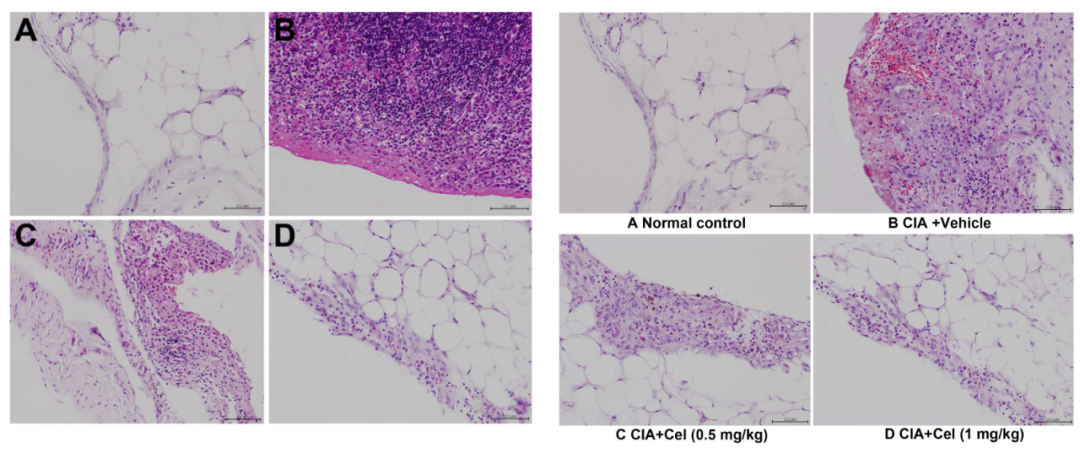 A
B
C
D
A Normal control
B CIA +Vehicle
C CIA+Cel (0.5 mg/kg)
D CIA+Cel (1 mg/kg)